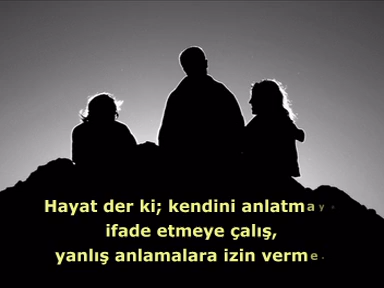 Hayat der ki; kendini anlatmay
ifade etmeye çalış,
yanlış anlamalara izin verme.